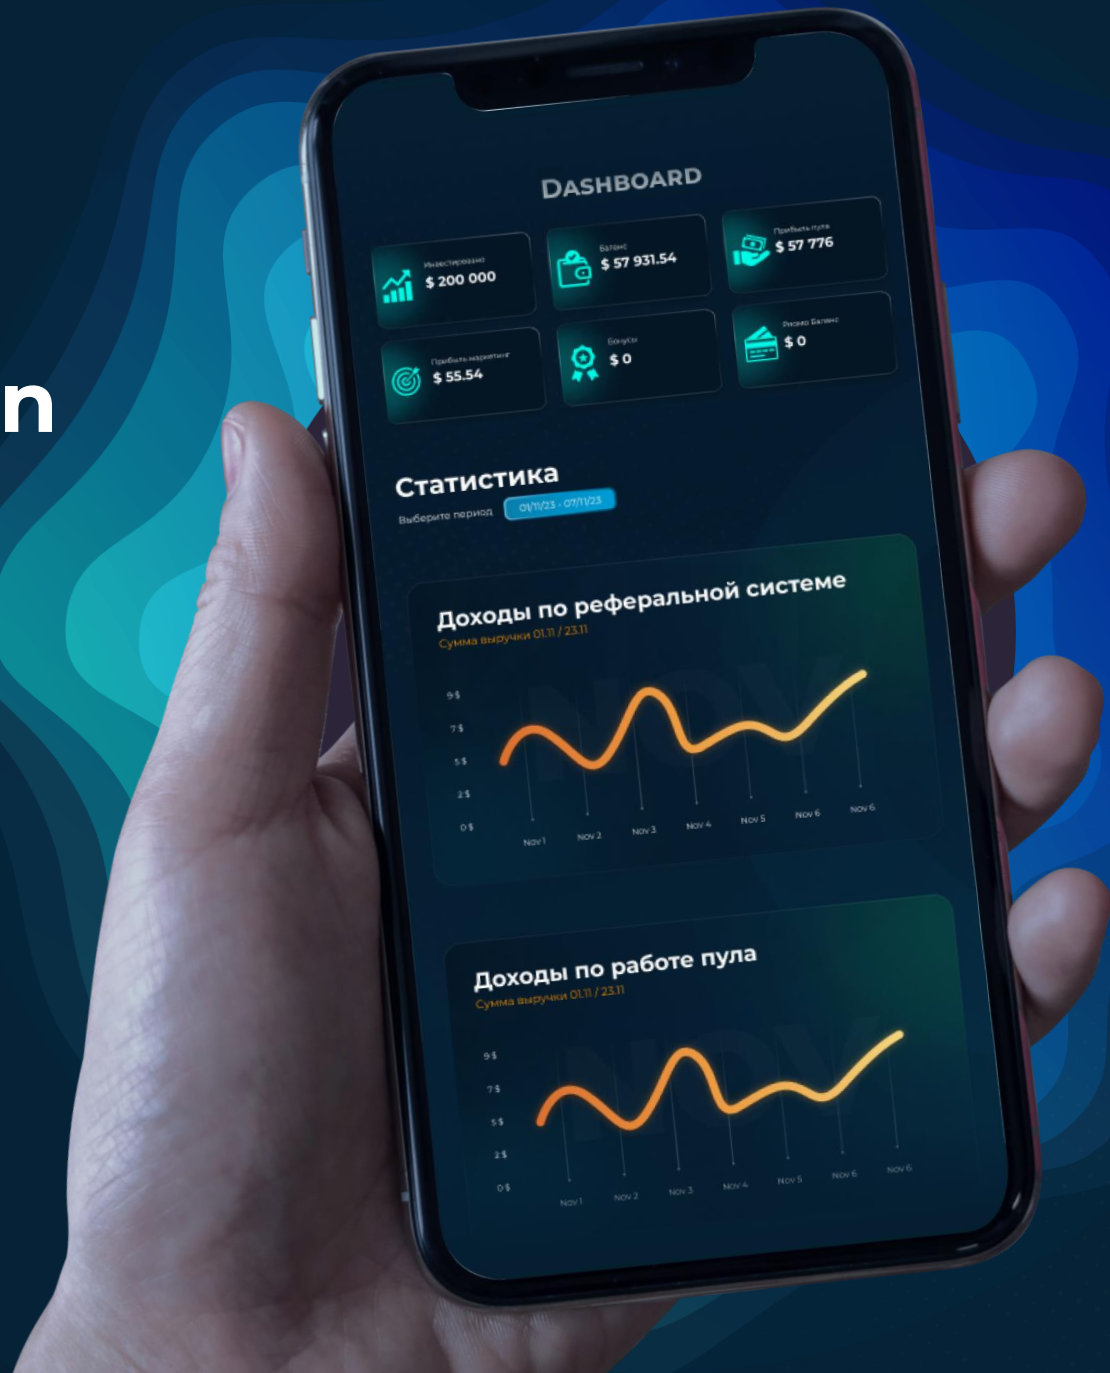 n
DASHBOARD
Инвестировано
$ 200 000
Баланс
$ 57 931.54
Прибыль пула
$ 57 776
Прибыль маркетинг
$ 55.54
Бонусы
$ 0
Промо Баланс
$ 0
Статистика
Выберите период 01/11/23 - 07/11/23
Доходы по реферальной системе
Сумма выручки 01.11 / 23.11
NOV
9 $
7 $
5 $
2 $
0 $
Nov 1 Nov 2 Nov 3 Nov 4 Nov 5 Nov 6 Nov 6
Доходы по работе пула
Сумма выручки 01.11 / 23.11
NOV
9 $
7 $
5 $
2 $
0 $
Nov 1 Nov 2 Nov 3 Nov 4 Nov 5 Nov 6 Nov 6